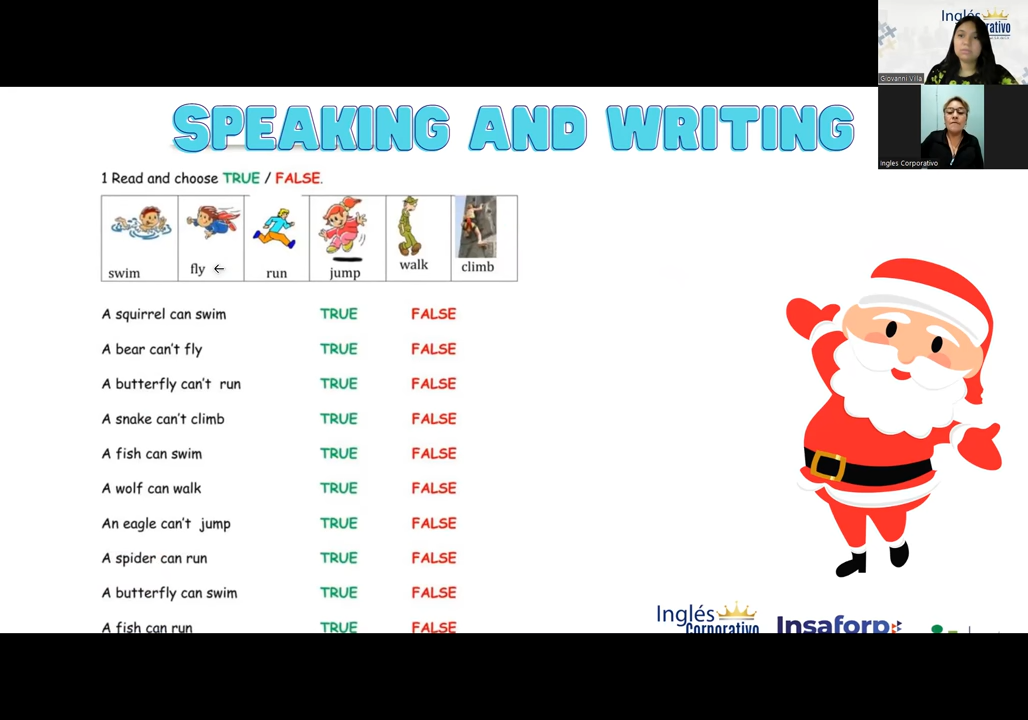 Inglés
Corporativo
Giovanni Villa
Ingles Corporativo
SPEAKING AND WRITING
1 Read and choose TRUE / FALSE.
swim fly run jump walk climb
A squirrel can swim TRUE FALSE
A bear can't fly TRUE FALSE
A butterfly can't run TRUE FALSE
A snake can't climb TRUE FALSE
A fish can swim TRUE FALSE
A wolf can walk TRUE FALSE
An eagle can't jump TRUE FALSE
A spider can run TRUE FALSE
A butterfly can swim TRUE FALSE
A fish can run TRUE FALSE
Inglés
Corporativo
Insaforp